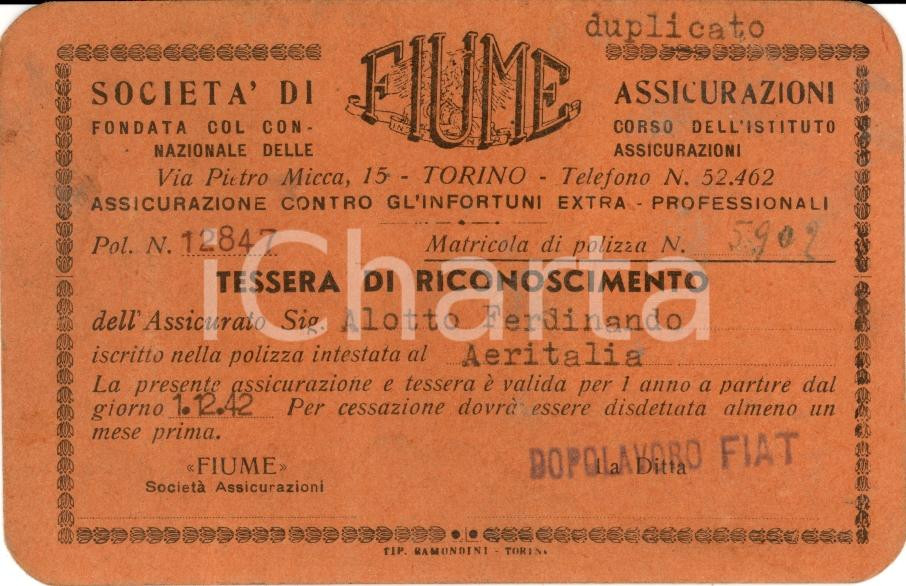 duplicato
FIUME
SOCIETA' DI ASSICURAZIONI
FONDATA COL CON- CORSO DELL'ISTITUTO
NAZIONALE DELLE ASSICURAZIONI
Via Pietro Micca, 15 - TORINO - Telefono N. 52.462
ASSICURAZIONE CONTRO GL'INFORTUNI EXTRA - PROFESSIONALI
Pol. N. 12847 Matricola di polizza N. 5902
TESSERA DI RICONOSCIMENTO
dell'Assicurato Sig. Alotto Ferdinando
iscritto nella polizza intestata al Aeritalia
La presente assicurazione e tessera è valida per 1 anno a partire dal
giorno 1.12.42 Per cessazione dovrà essere disdettata almeno un
mese prima.
«FIUME» La Ditta
DOPOLAVORO FIAT
Società Assicurazioni
TIP. RAMONDINI - TORINO
iCharta